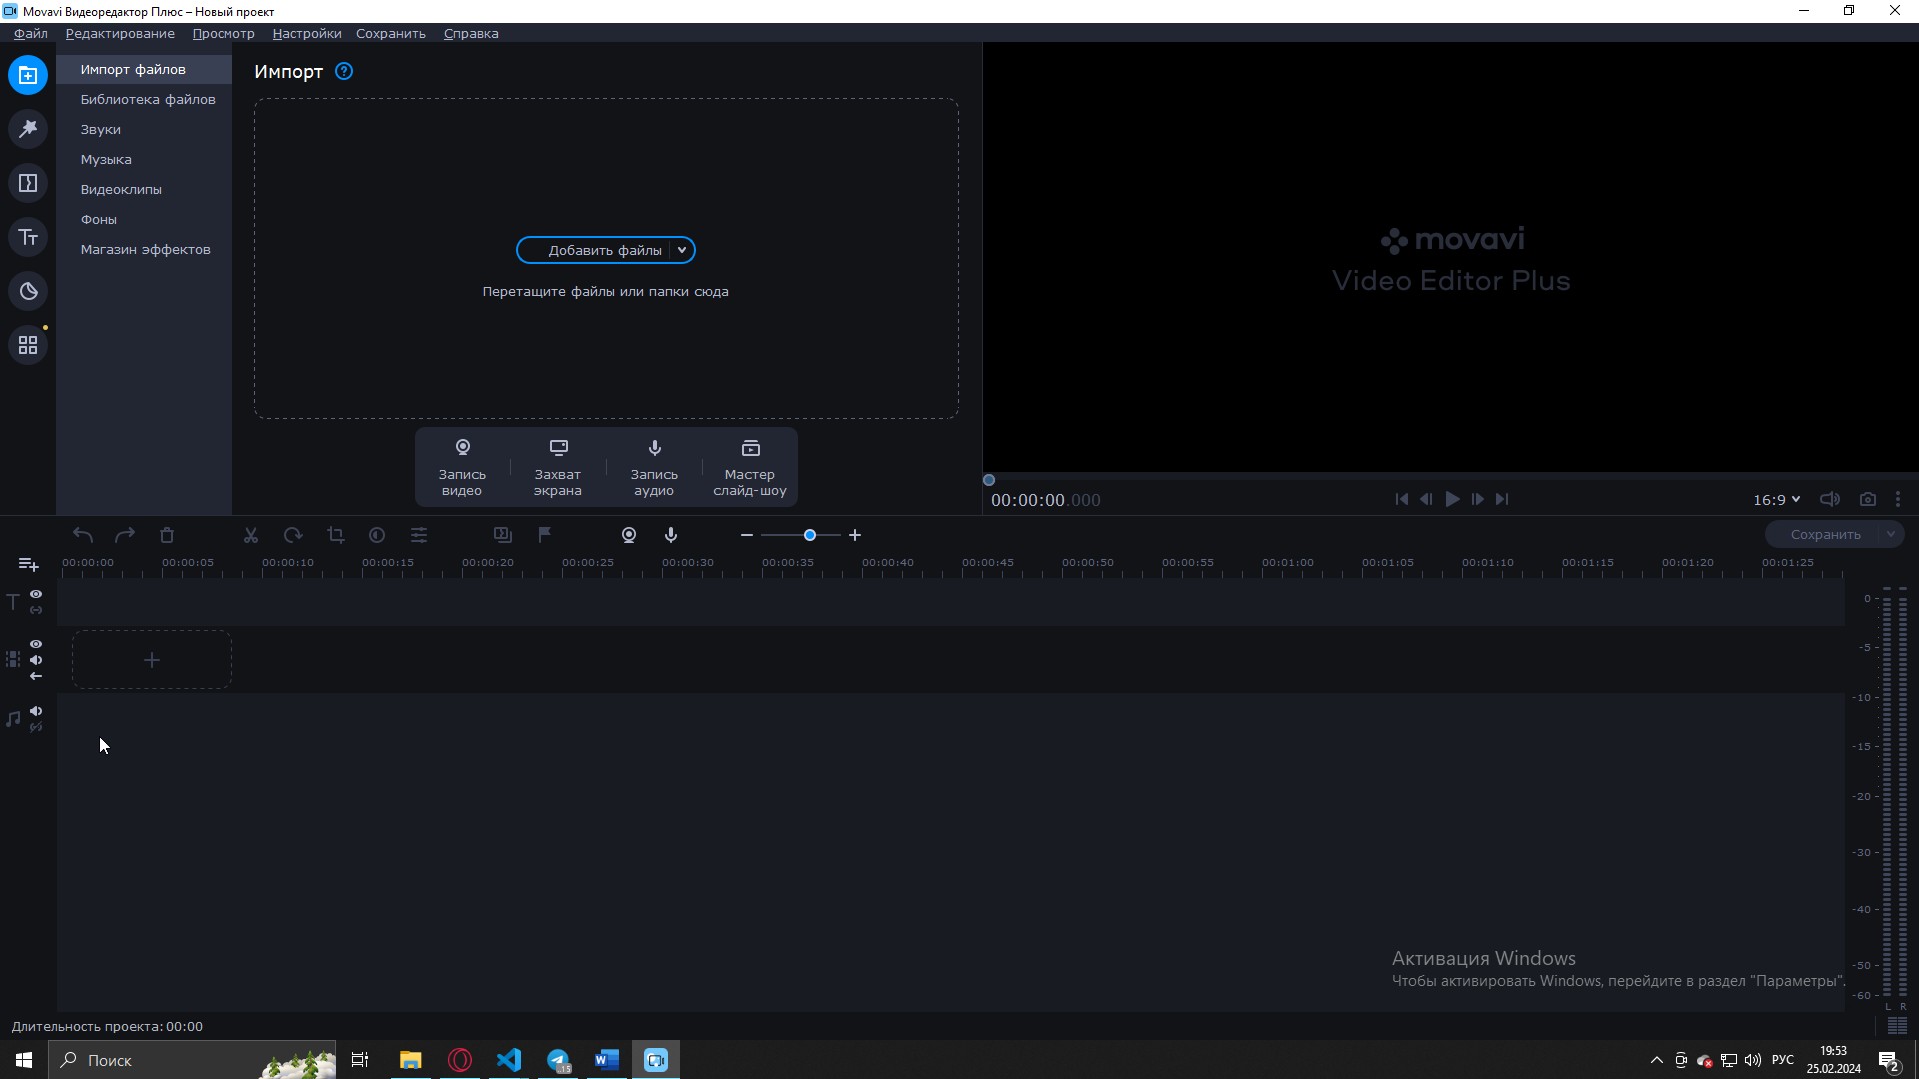 Movavi Видеоредактор Плюс – Новый проект
Файл Редактирование Просмотр Настройки Сохранить Справка
Импорт файлов
Библиотека файлов
Звуки
Музыка
Видеоклипы
Фоны
Магазин эффектов
Импорт ?
Добавить файлы
Перетащите файлы или папки сюда
Запись видео
Захват экрана
Запись аудио
Мастер слайд-шоу
movavi
Video Editor Plus
00:00:00.000
16:9
Сохранить
00:00:00 00:00:05 00:00:10 00:00:15 00:00:20 00:00:25 00:00:30 00:00:35 00:00:40 00:00:45 00:00:50 00:00:55 00:01:00 00:01:05 00:01:10 00:01:15 00:01:20 00:01:25
0
-5
-10
-15
-20
-30
-40
-50
-60
L R
Активация Windows
Чтобы активировать Windows, перейдите в раздел "Параметры".
Длительность проекта: 00:00
Поиск
15
РУС
19:53
25.02.2024
2